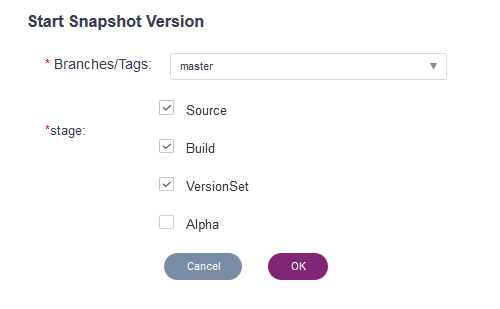 Start Snapshot Version
* Branches/Tags: master
Source
*stage:
Build
VersionSet
Alpha
Cancel OK